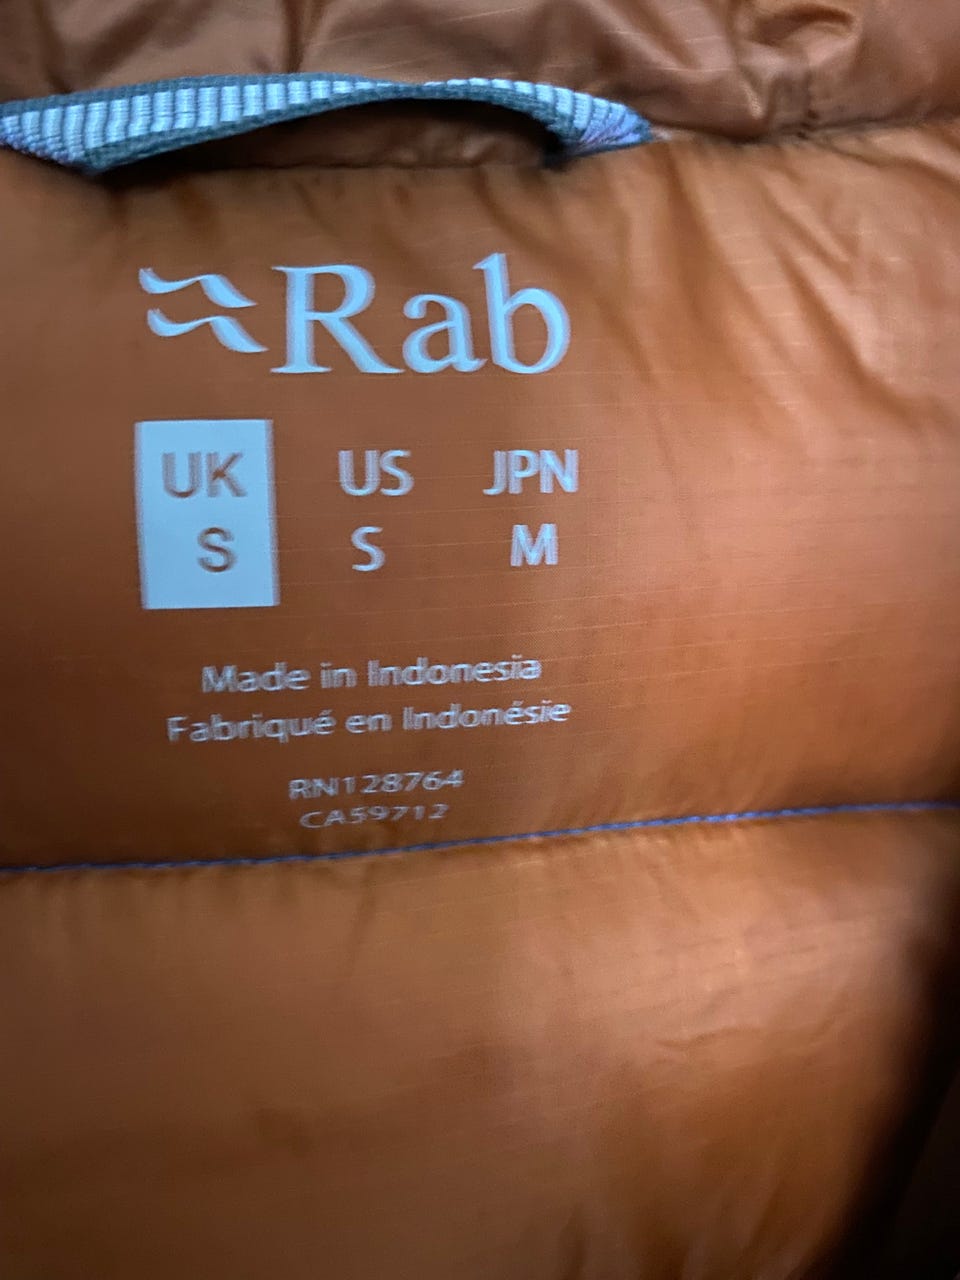 Rab
UK US JPN
S S M
Made in Indonesia
Fabriqué en Indonésie
RN128764
CA59712